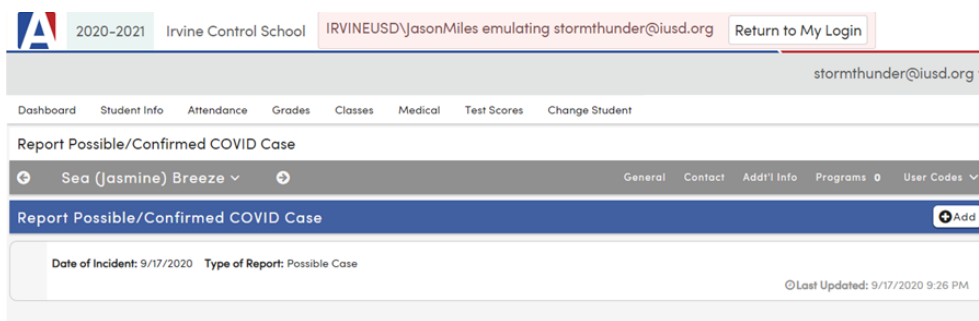 2020-2021 Irvine Control School IRVINEUSD\JasonMiles emulating stormthunder@iusd.org Return to My Login
stormthunder@iusd.org
Dashboard Student Info Attendance Grades Classes Medical Test Scores Change Student
Report Possible/Confirmed COVID Case
Sea (Jasmine) Breeze General Contact Addt'l Info Programs 0 User Codes
Report Possible/Confirmed COVID Case Add
Date of Incident: 9/17/2020 Type of Report: Possible Case
Last Updated: 9/17/2020 9:26 PM